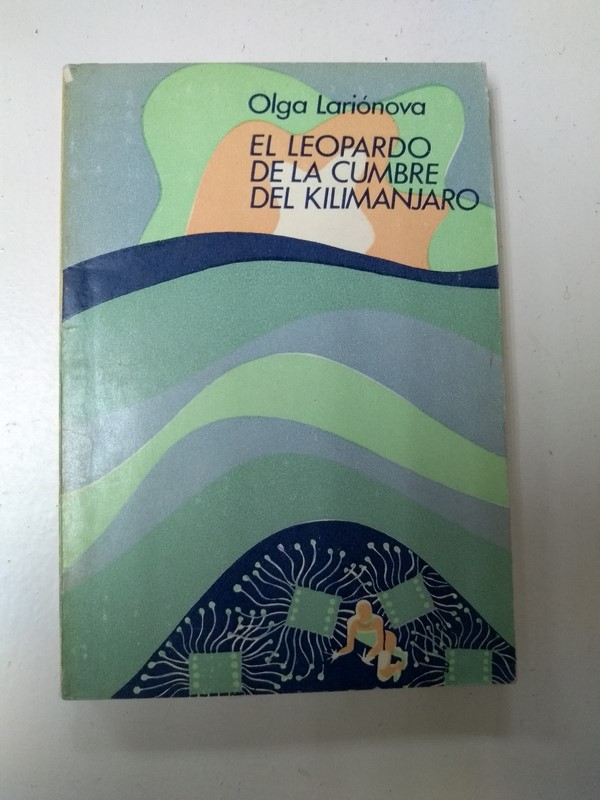 Olga Lariónova
EL LEOPARDO
DE LA CUMBRE
DEL KILIMANJARO